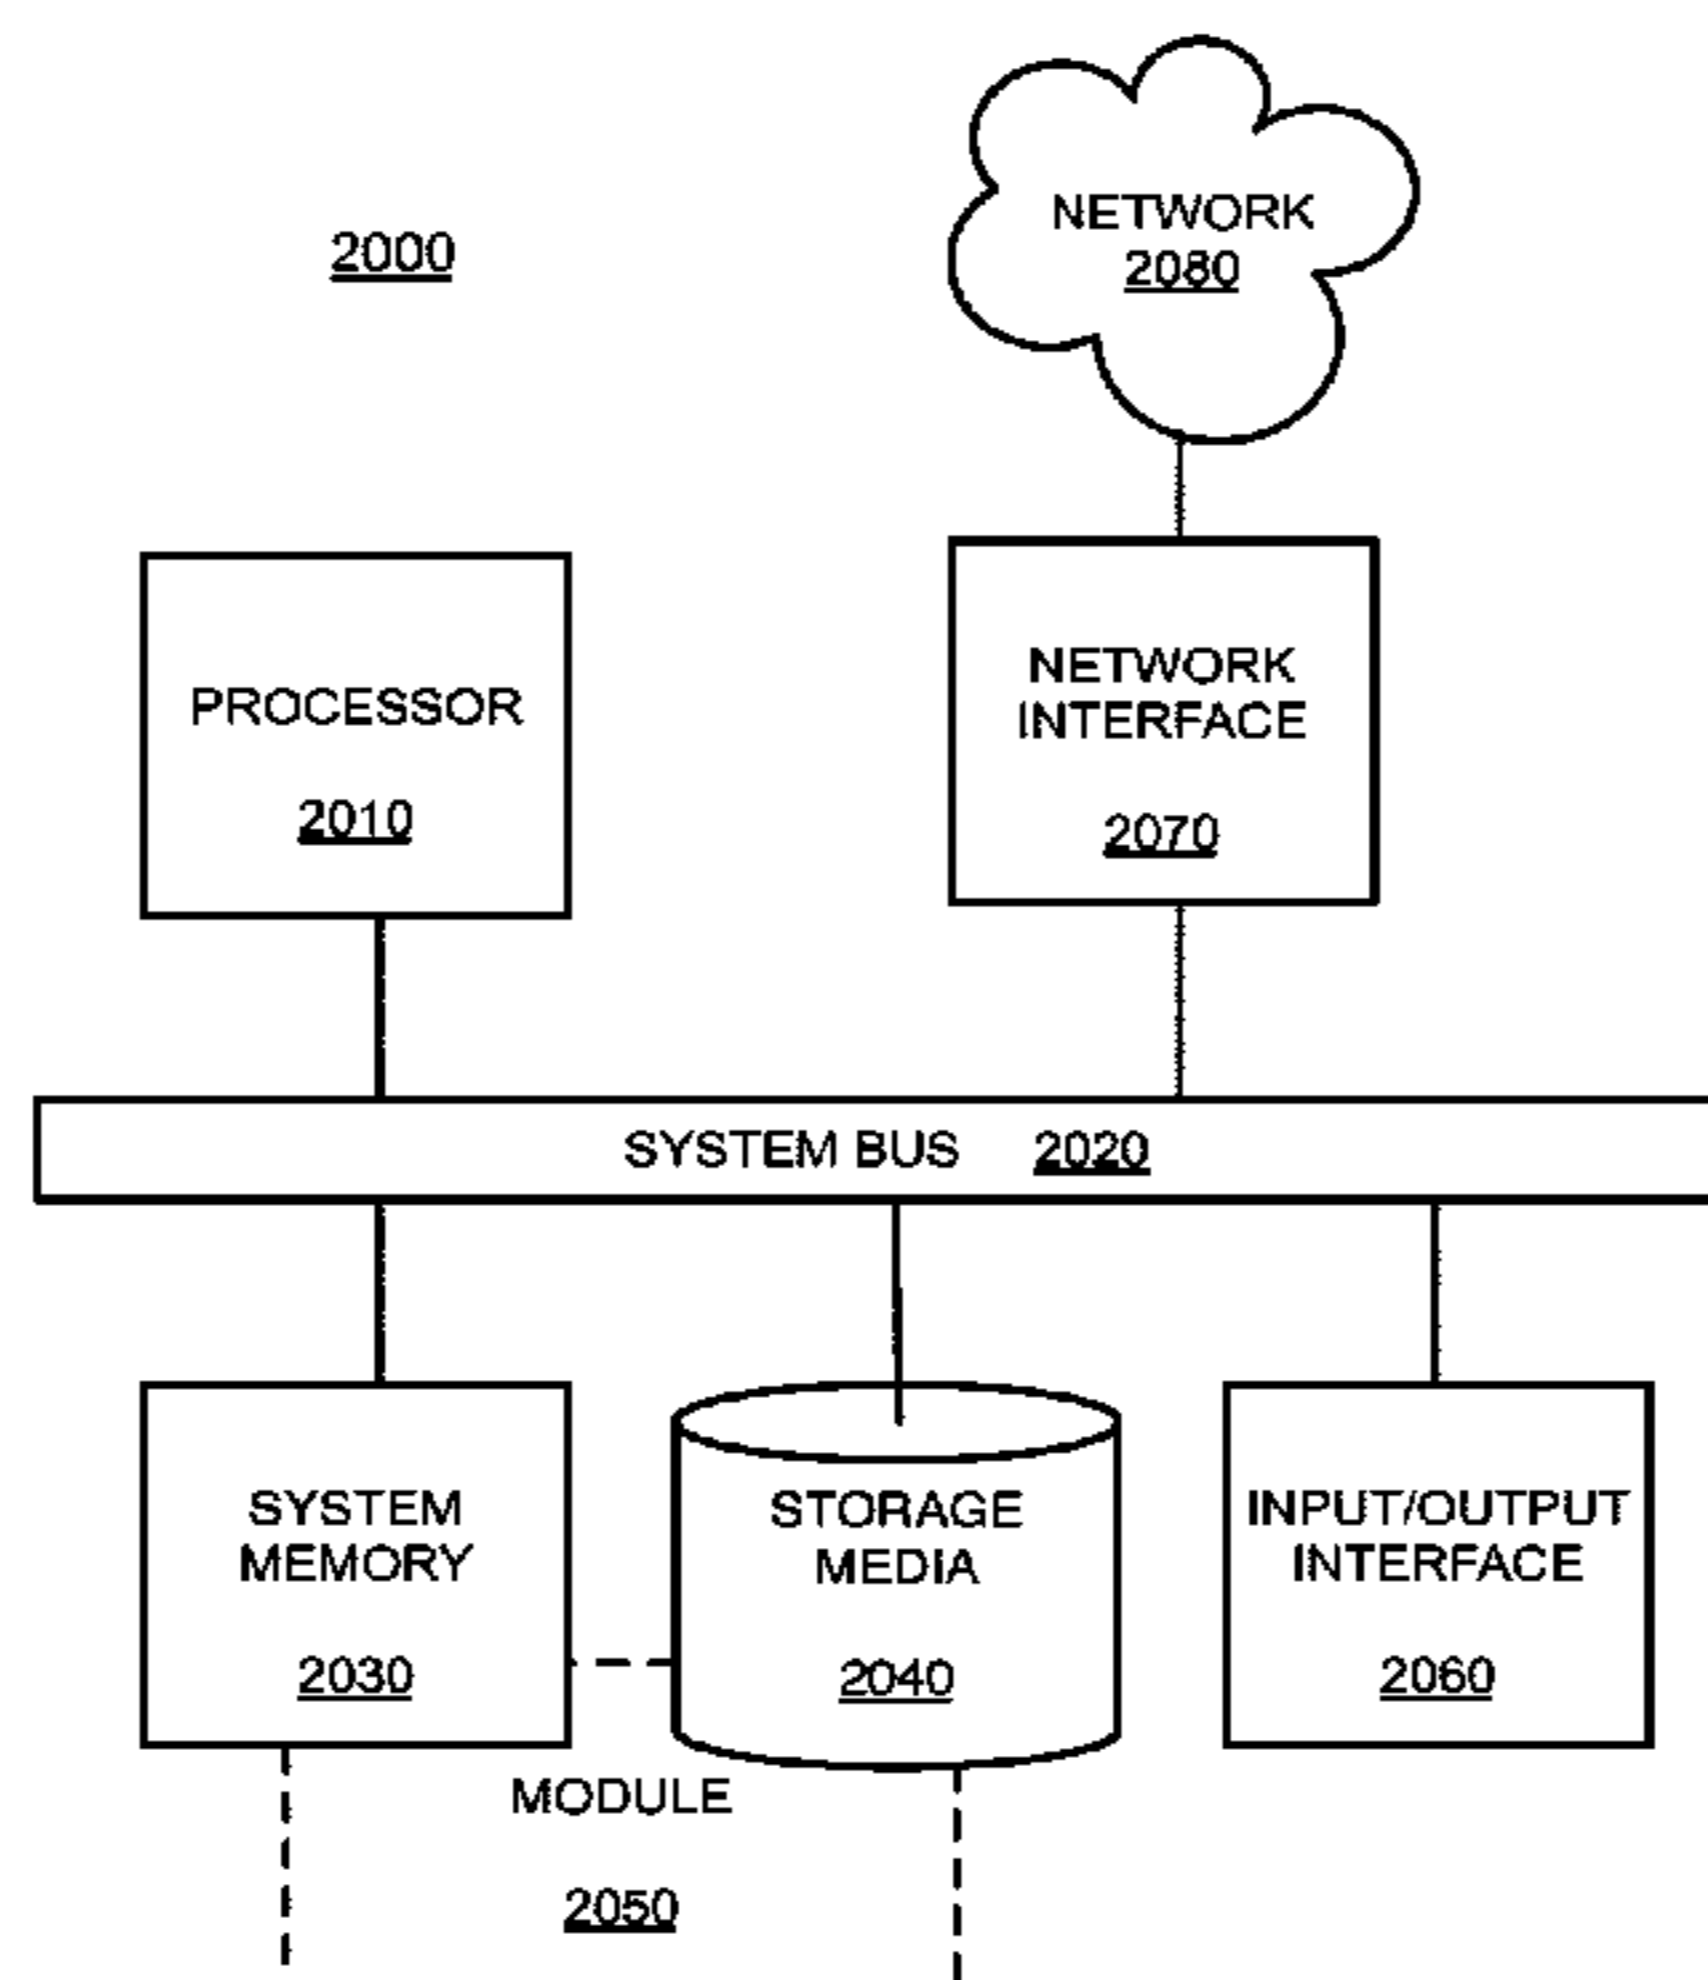 2000
NETWORK
2080
PROCESSOR
2010
NETWORK
INTERFACE
2070
SYSTEM BUS 2020
SYSTEM
MEMORY
2030
STORAGE
MEDIA
2040
INPUT/OUTPUT
INTERFACE
2060
MODULE
2050